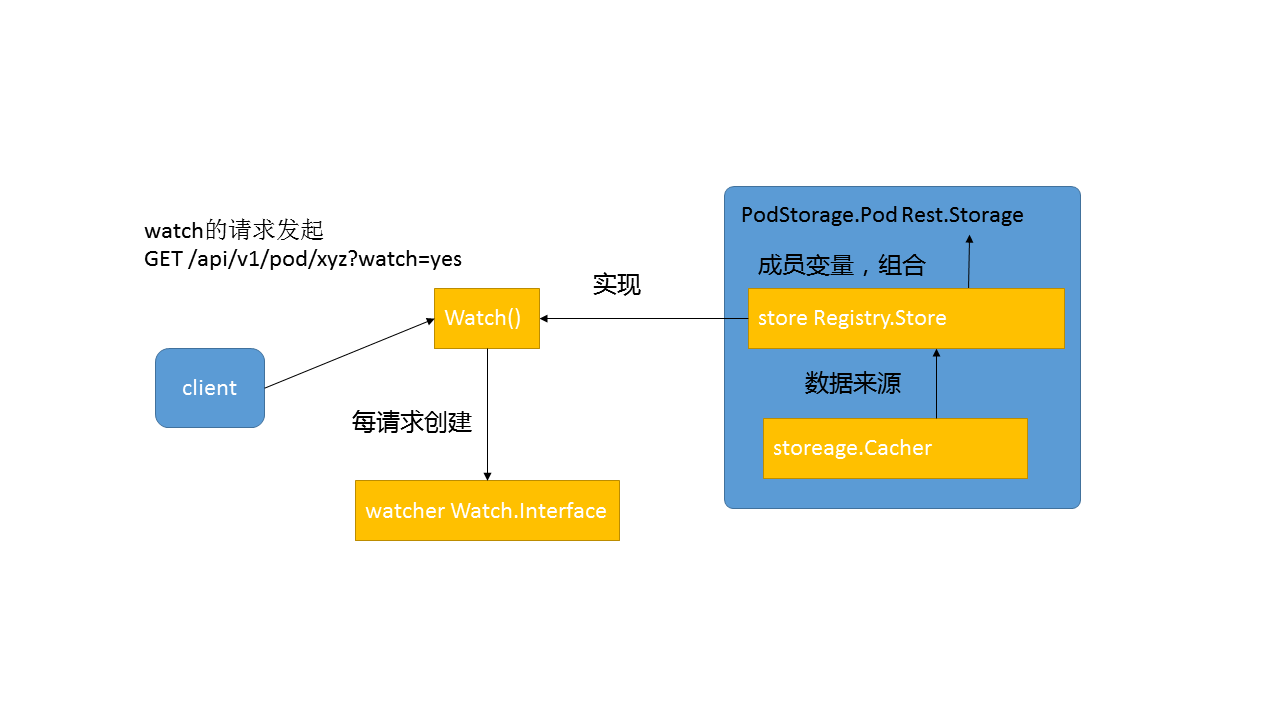 watch的请求发起
GET /api/v1/pod/xyz?watch=yes
client
Watch()
实现
每请求创建
watcher Watch.Interface
PodStorage.Pod Rest.Storage
成员变量，组合
store Registry.Store
数据来源
storeage.Cacher